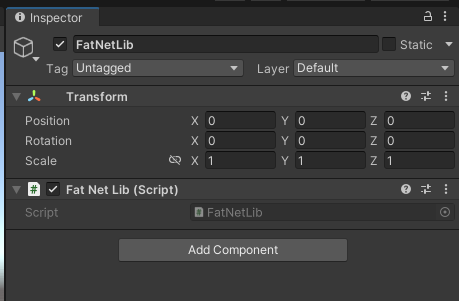 Inspector
FatNetLib
Static
Tag Untagged Layer Default
Transform
Position X 0 Y 0 Z 0
Rotation X 0 Y 0 Z 0
Scale X 1 Y 1 Z 1
# Fat Net Lib (Script)
Script # FatNetLib
Add Component